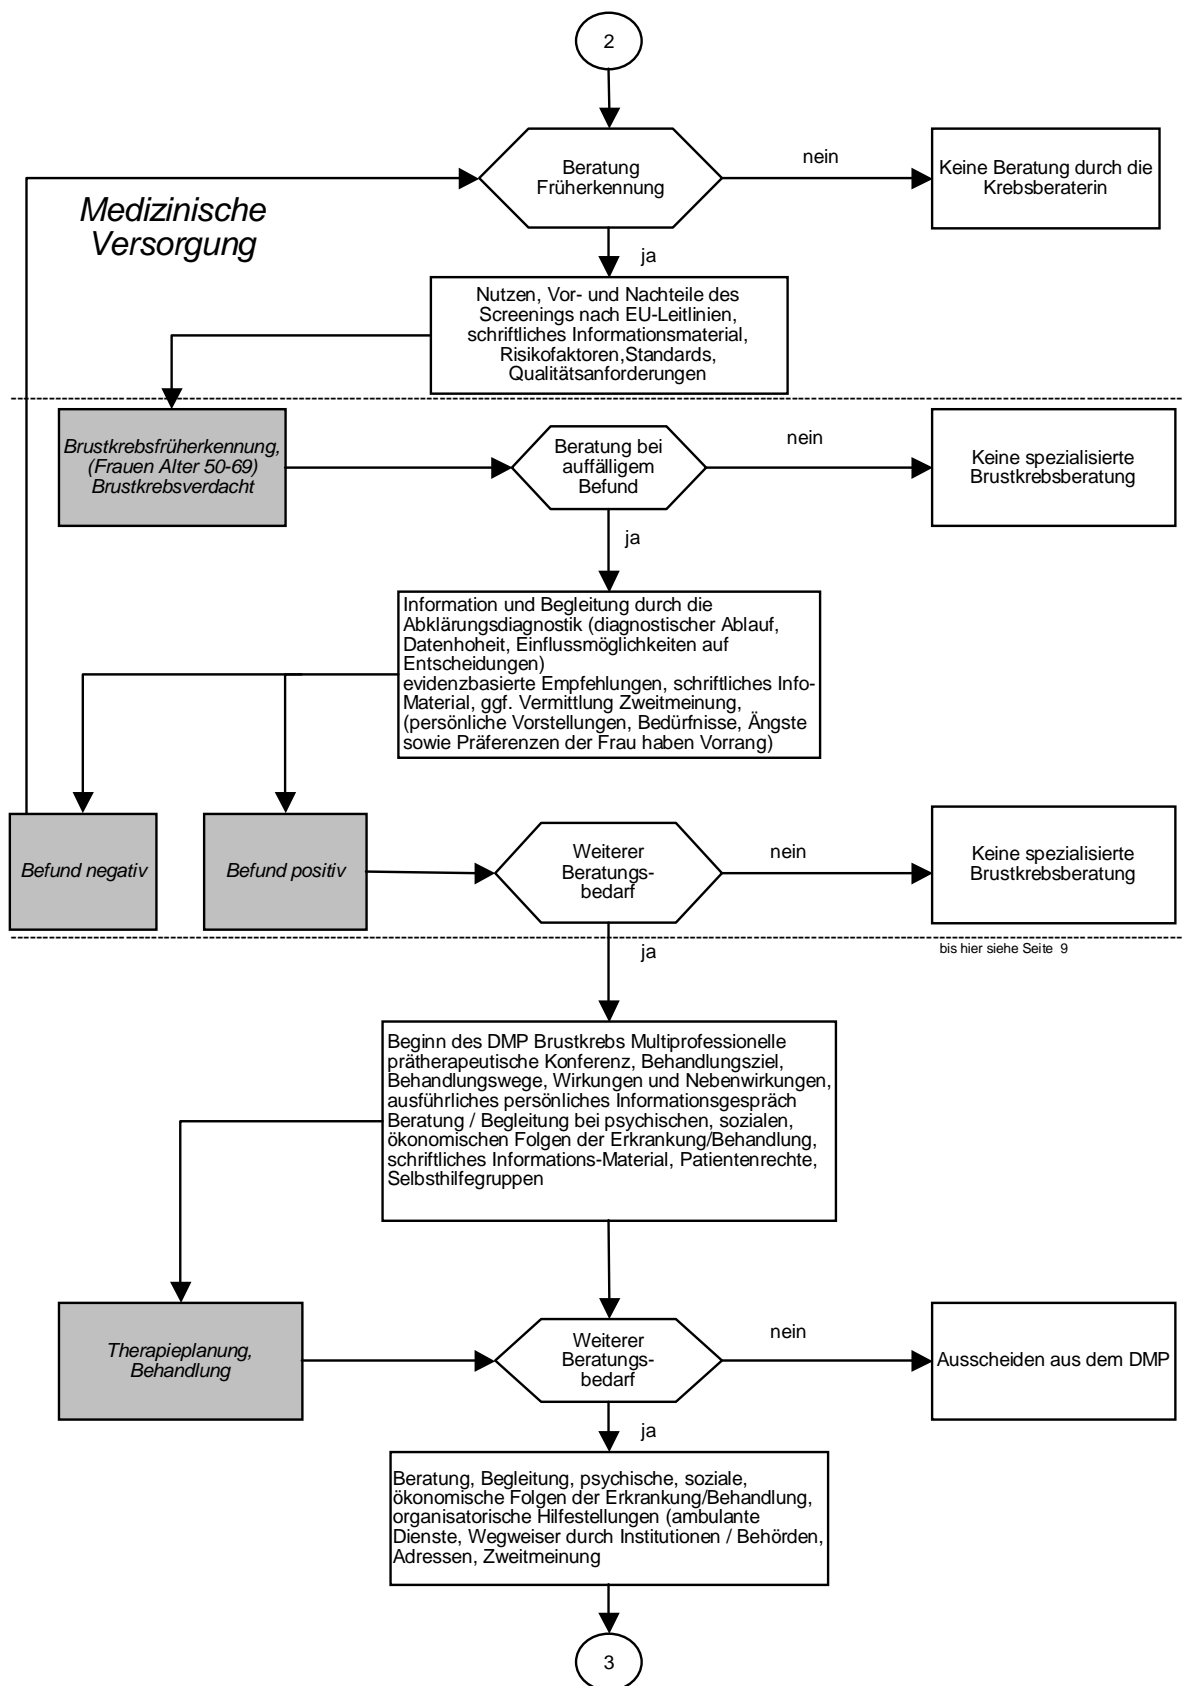 2
Beratung
Früherkennung
nein
Keine Beratung durch die
Krebsberaterin
Medizinische
Versorgung
ja
Nutzen, Vor- und Nachteile des
Screenings nach EU-Leitlinien,
schriftliches Informationsmaterial,
Risikofaktoren,Standards,
Qualitätsanforderungen
Brustkrebsfrüherkennung,
(Frauen Alter 50-69)
Brustkrebsverdacht
Beratung bei
auffälligem
Befund
nein
Keine spezialisierte
Brustkrebsberatung
ja
Information und Begleitung durch die
Abklärungsdiagnostik (diagnostischer Ablauf,
Datenhoheit, Einflussmöglichkeiten auf
Entscheidungen)
evidenzbasierte Empfehlungen, schriftliches Info-
Material, ggf. Vermittlung Zweitmeinung,
(persönliche Vorstellungen, Bedürfnisse, Ängste
sowie Präferenzen der Frau haben Vorrang)
Befund negativ
Befund positiv
Weiterer
Beratungs-
bedarf
nein
Keine spezialisierte
Brustkrebsberatung
ja
bis hier siehe Seite 9
Beginn des DMP Brustkrebs Multiprofessionelle
prätherapeutische Konferenz, Behandlungsziel,
Behandlungswege, Wirkungen und Nebenwirkungen,
ausführliches persönliches Informationsgespräch
Beratung / Begleitung bei psychischen, sozialen,
ökonomischen Folgen der Erkrankung/Behandlung,
schriftliches Informations-Material, Patientenrechte,
Selbsthilfegruppen
Therapieplanung,
Behandlung
Weiterer
Beratungs-
bedarf
nein
Ausscheiden aus dem DMP
ja
Beratung, Begleitung, psychische, soziale,
ökonomische Folgen der Erkrankung/Behandlung,
organisatorische Hilfestellungen (ambulante
Dienste, Wegweiser durch Institutionen / Behörden,
Adressen, Zweitmeinung
3